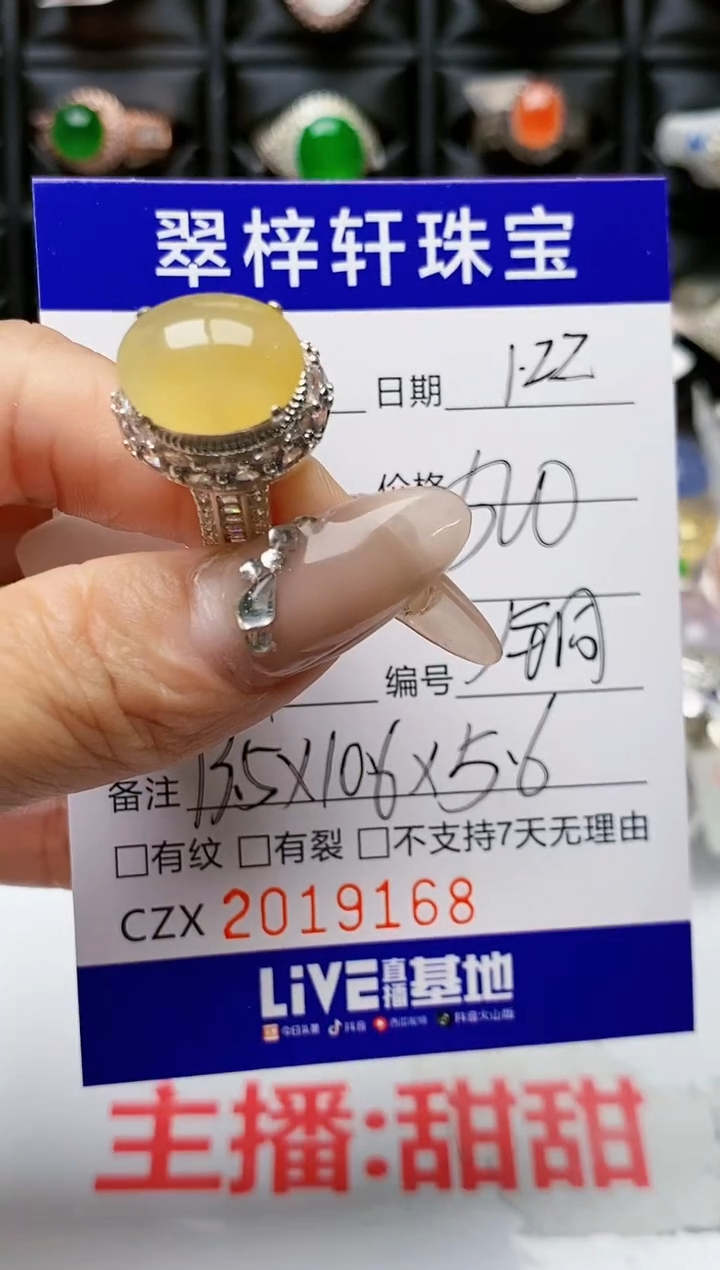 翠梓轩珠宝
日期 1.22
价格
编号 铜
备注 13.5X10.6X5.6
□有纹 □有裂 □不支持7天无理由
CZX 2019168
LiVE直播基地
今日头条 抖音 西瓜视频 抖音火山版
主播:甜甜